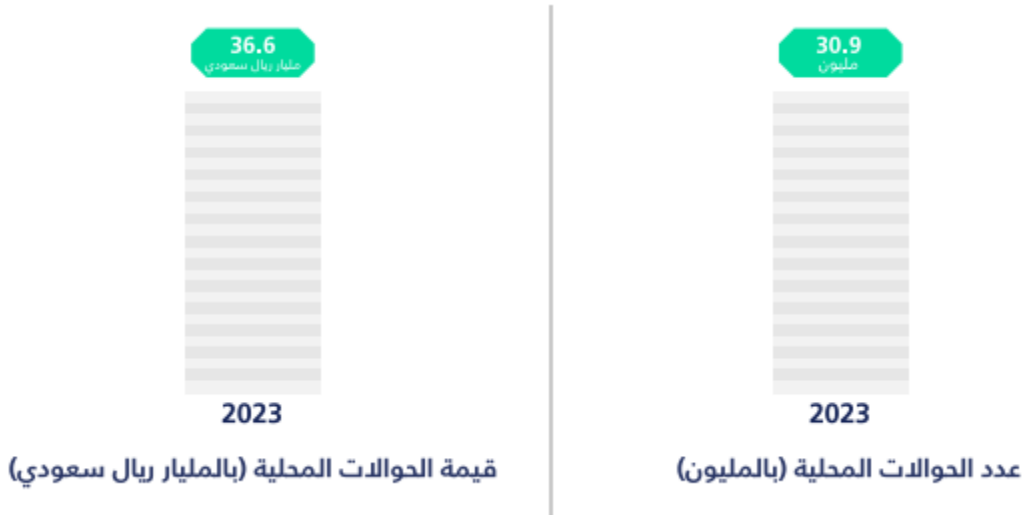 30.9
مليون
2023
عدد الحوالات المحلية (بالمليون)
36.6
مليار ريال سعودي
2023
قيمة الحوالات المحلية (بالمليار ريال سعودي)